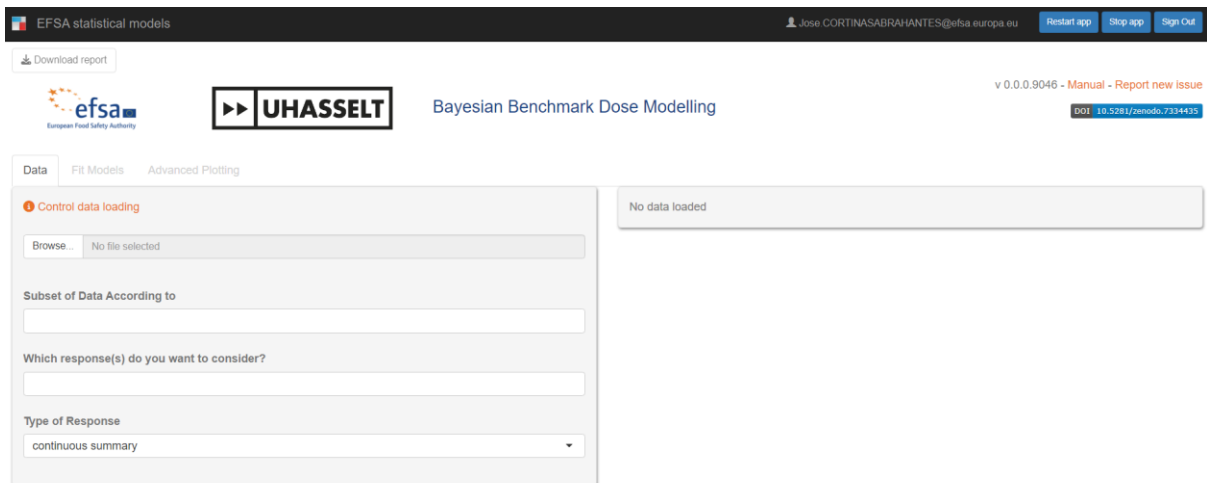 EFSA statistical models
Jose.CORTINASABRAHANTES@efsa.europa.eu
Restart app
Stop app
Sign Out
Download report
v 0.0.0.9046 - Manual - Report new issue
DOI 10.5281/zenodo.7334435
efsa
European Food Safety Authority
UHASSELT
Bayesian Benchmark Dose Modelling
Data
Fit Models
Advanced Plotting
Control data loading
No data loaded
Browse...
No file selected
Subset of Data According to
Which response(s) do you want to consider?
Type of Response
continuous summary